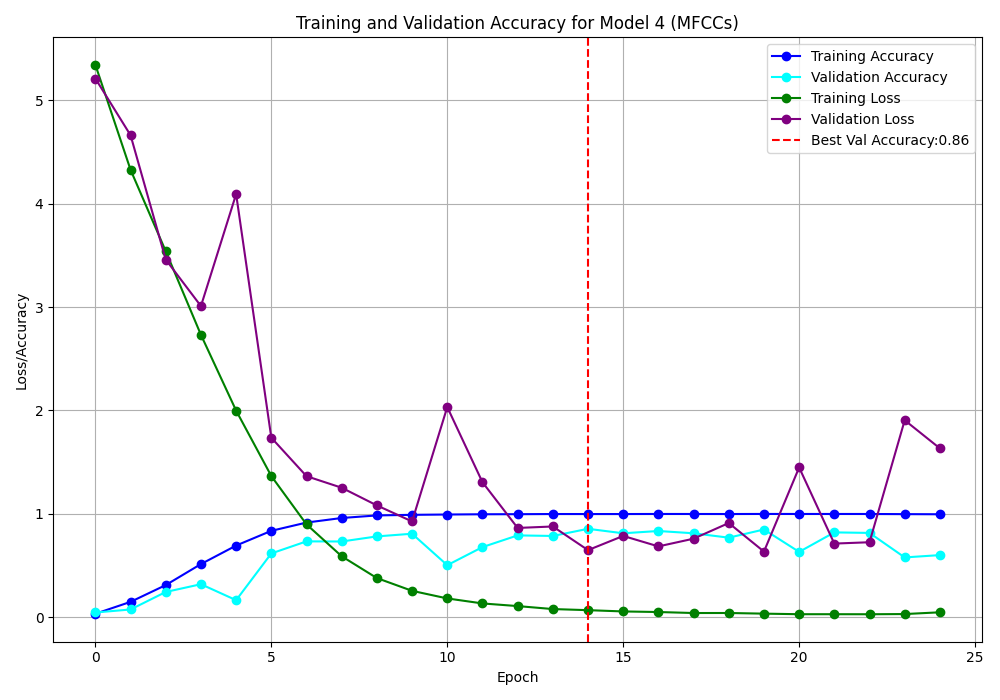 Training and Validation Accuracy for Model 4 (MFCCs)
Training Accuracy
Validation Accuracy
Training Loss
Validation Loss
Best Val Accuracy:0.86
Loss/Accuracy
5
4
3
2
1
0
0 5 10 15 20 25
Epoch